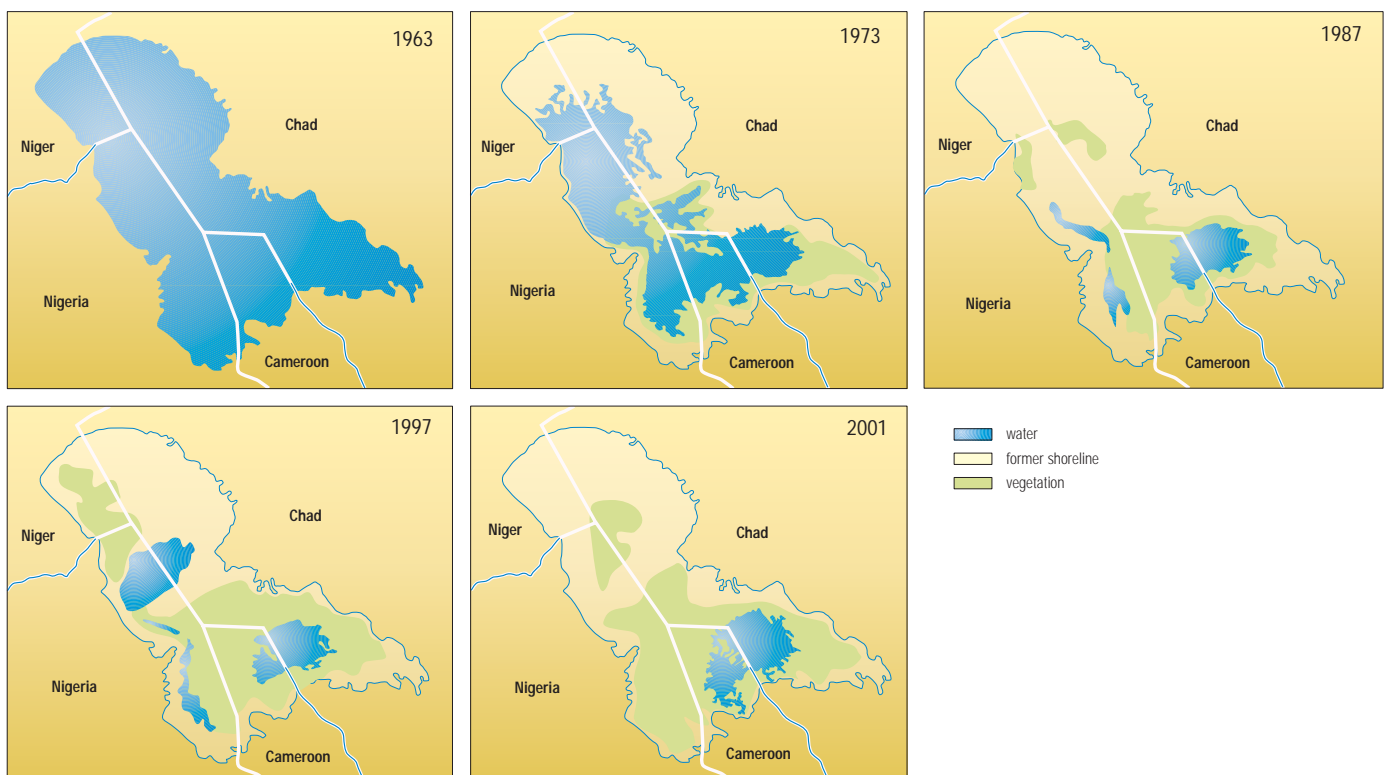 1963
Chad
Niger
Nigeria
Cameroon
1973
Chad
Niger
Nigeria
Cameroon
1987
Chad
Niger
Nigeria
Cameroon
1997
Chad
Niger
Nigeria
Cameroon
2001
Chad
Niger
Nigeria
Cameroon
water
former shoreline
vegetation